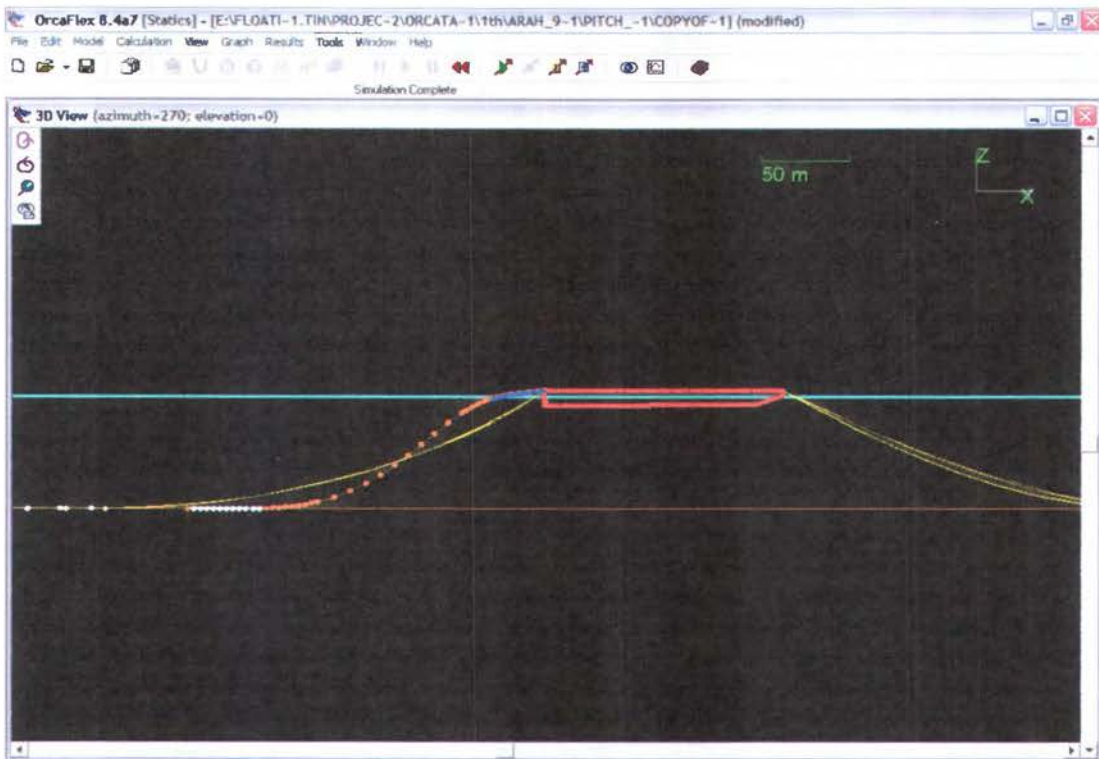 OrcaFlex 8.4a7 [Statics] - [E:\FLOATI~1.TIN\PROJEC~2\ORCATA~1\1th\ARAH_9~1\PITCH_~1\COPYOF~1] (modified)
File Edit Model Calculation View Graph Results Tools Window Help
Simulation Complete
3D View (azimuth=270; elevation=0)
50 m
Z
X